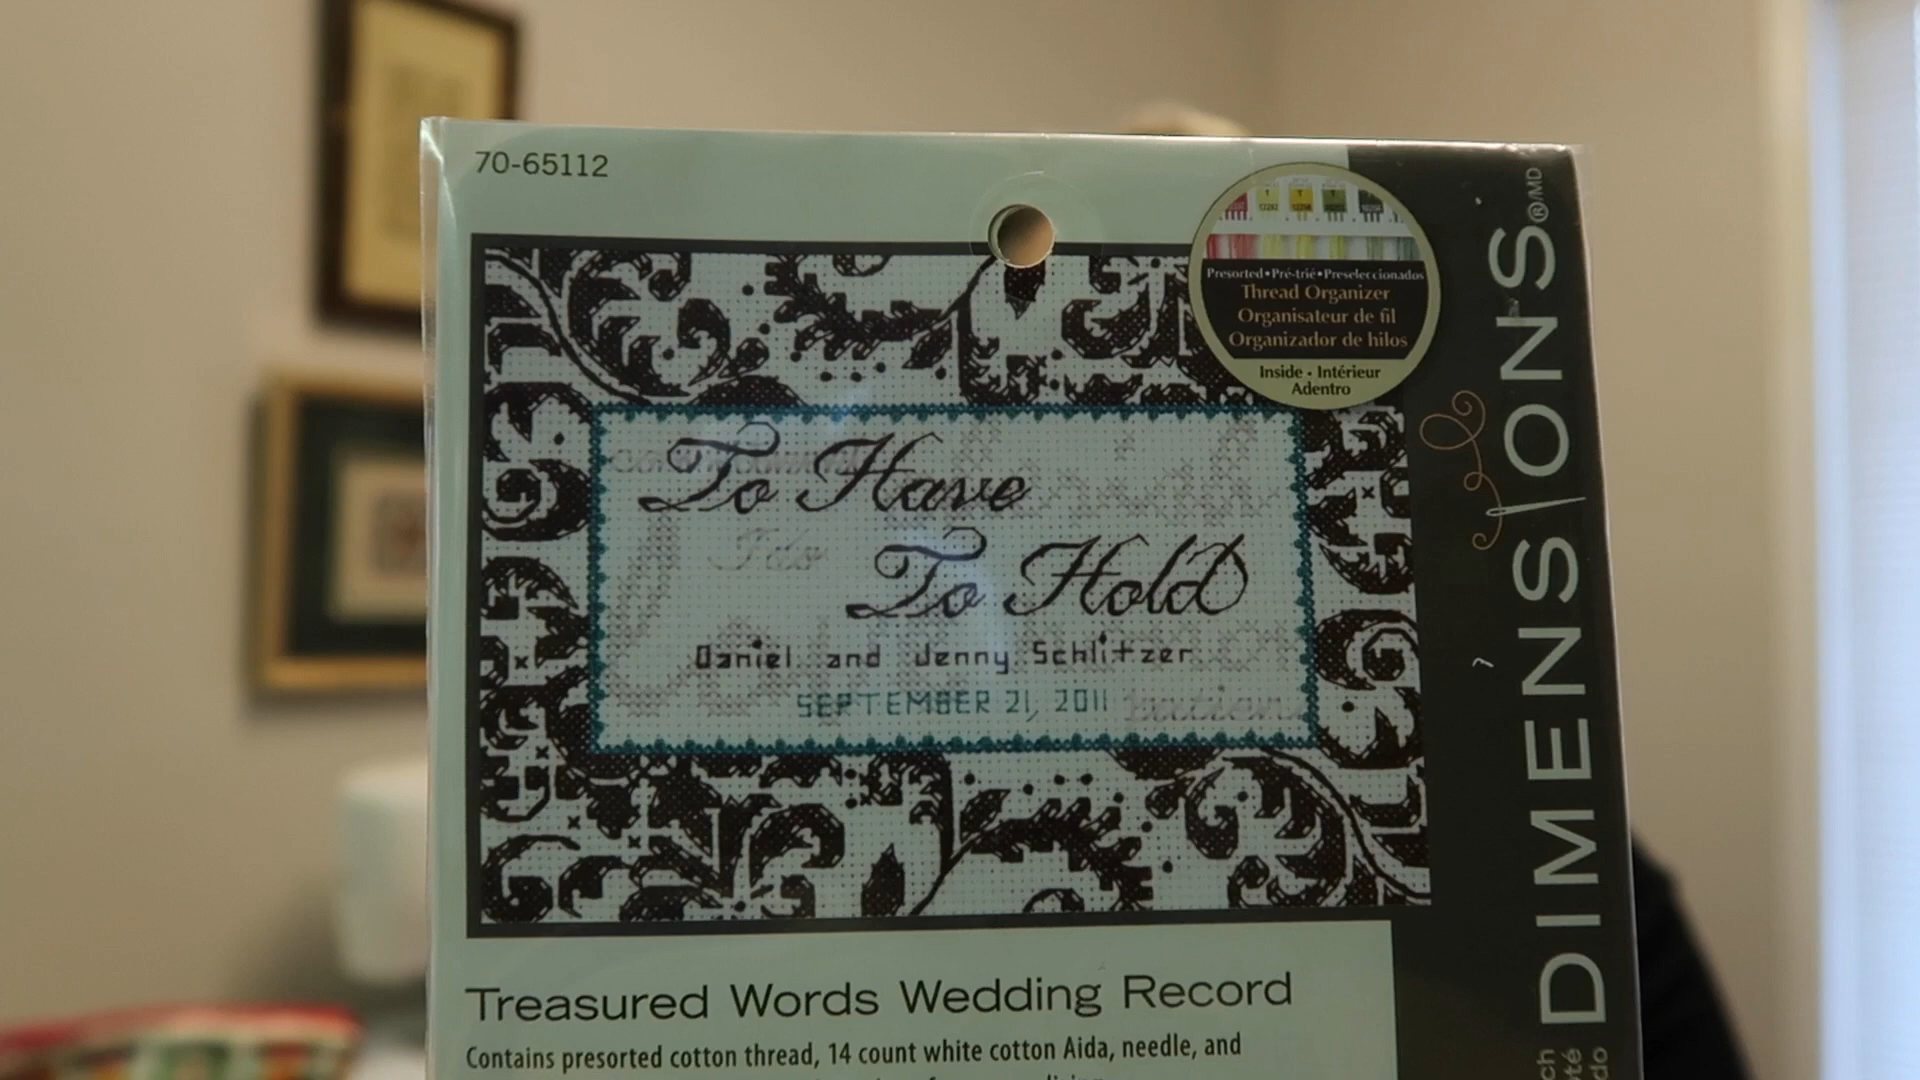 70-65112
Presorted•Pré-trié•Preseleccionados
Thread Organizer
Organisateur de fil
Organizador de hilos
Inside • Intérieur
Adentro
DIMENSIONS®/MD
To Have
I do
To Hold
Daniel and Jenny Schlitzer
SEPTEMBER 21, 2011
Treasured Words Wedding Record
Contains presorted cotton thread, 14 count white cotton Aida, needle, and